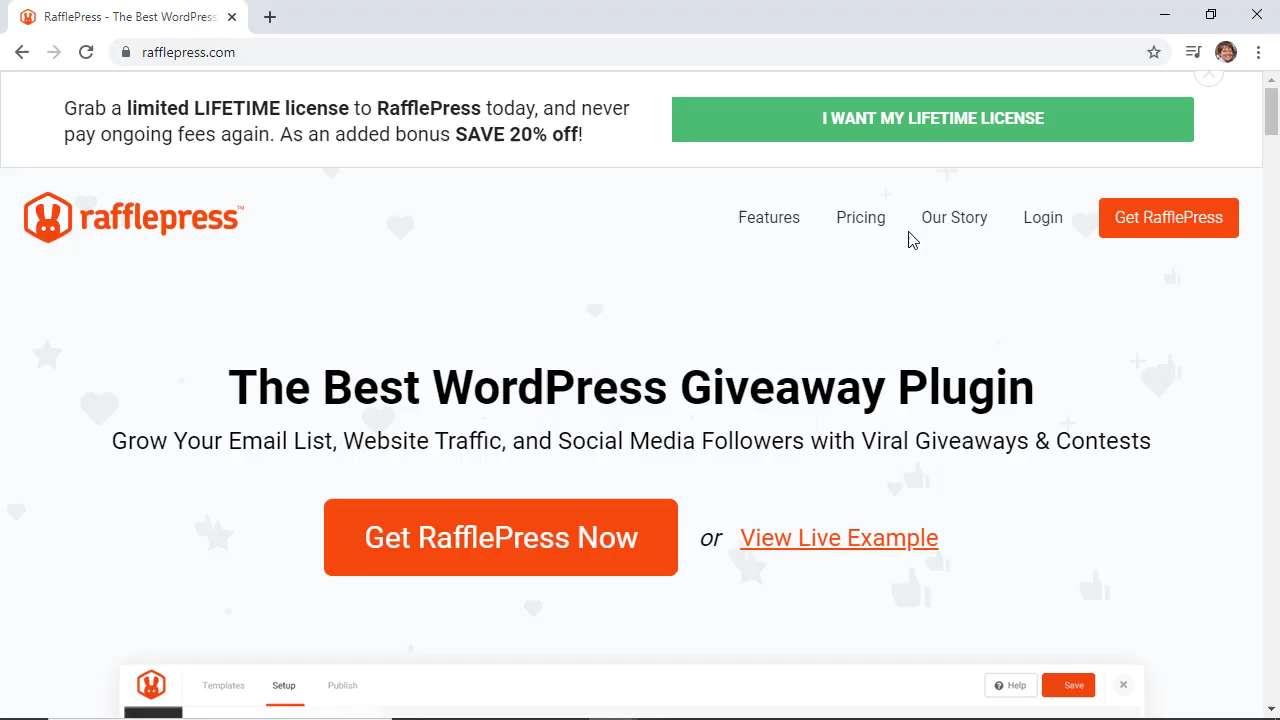 RafflePress - The Best WordPress
rafflepress.com
Grab a limited LIFETIME license to RafflePress today, and never
pay ongoing fees again. As an added bonus SAVE 20% off!
I WANT MY LIFETIME LICENSE
rafflepress™
Features
Pricing
Our Story
Login
Get RafflePress
The Best WordPress Giveaway Plugin
Grow Your Email List, Website Traffic, and Social Media Followers with Viral Giveaways & Contests
Get RafflePress Now
or
View Live Example
Templates
Setup
Publish
Help
Save